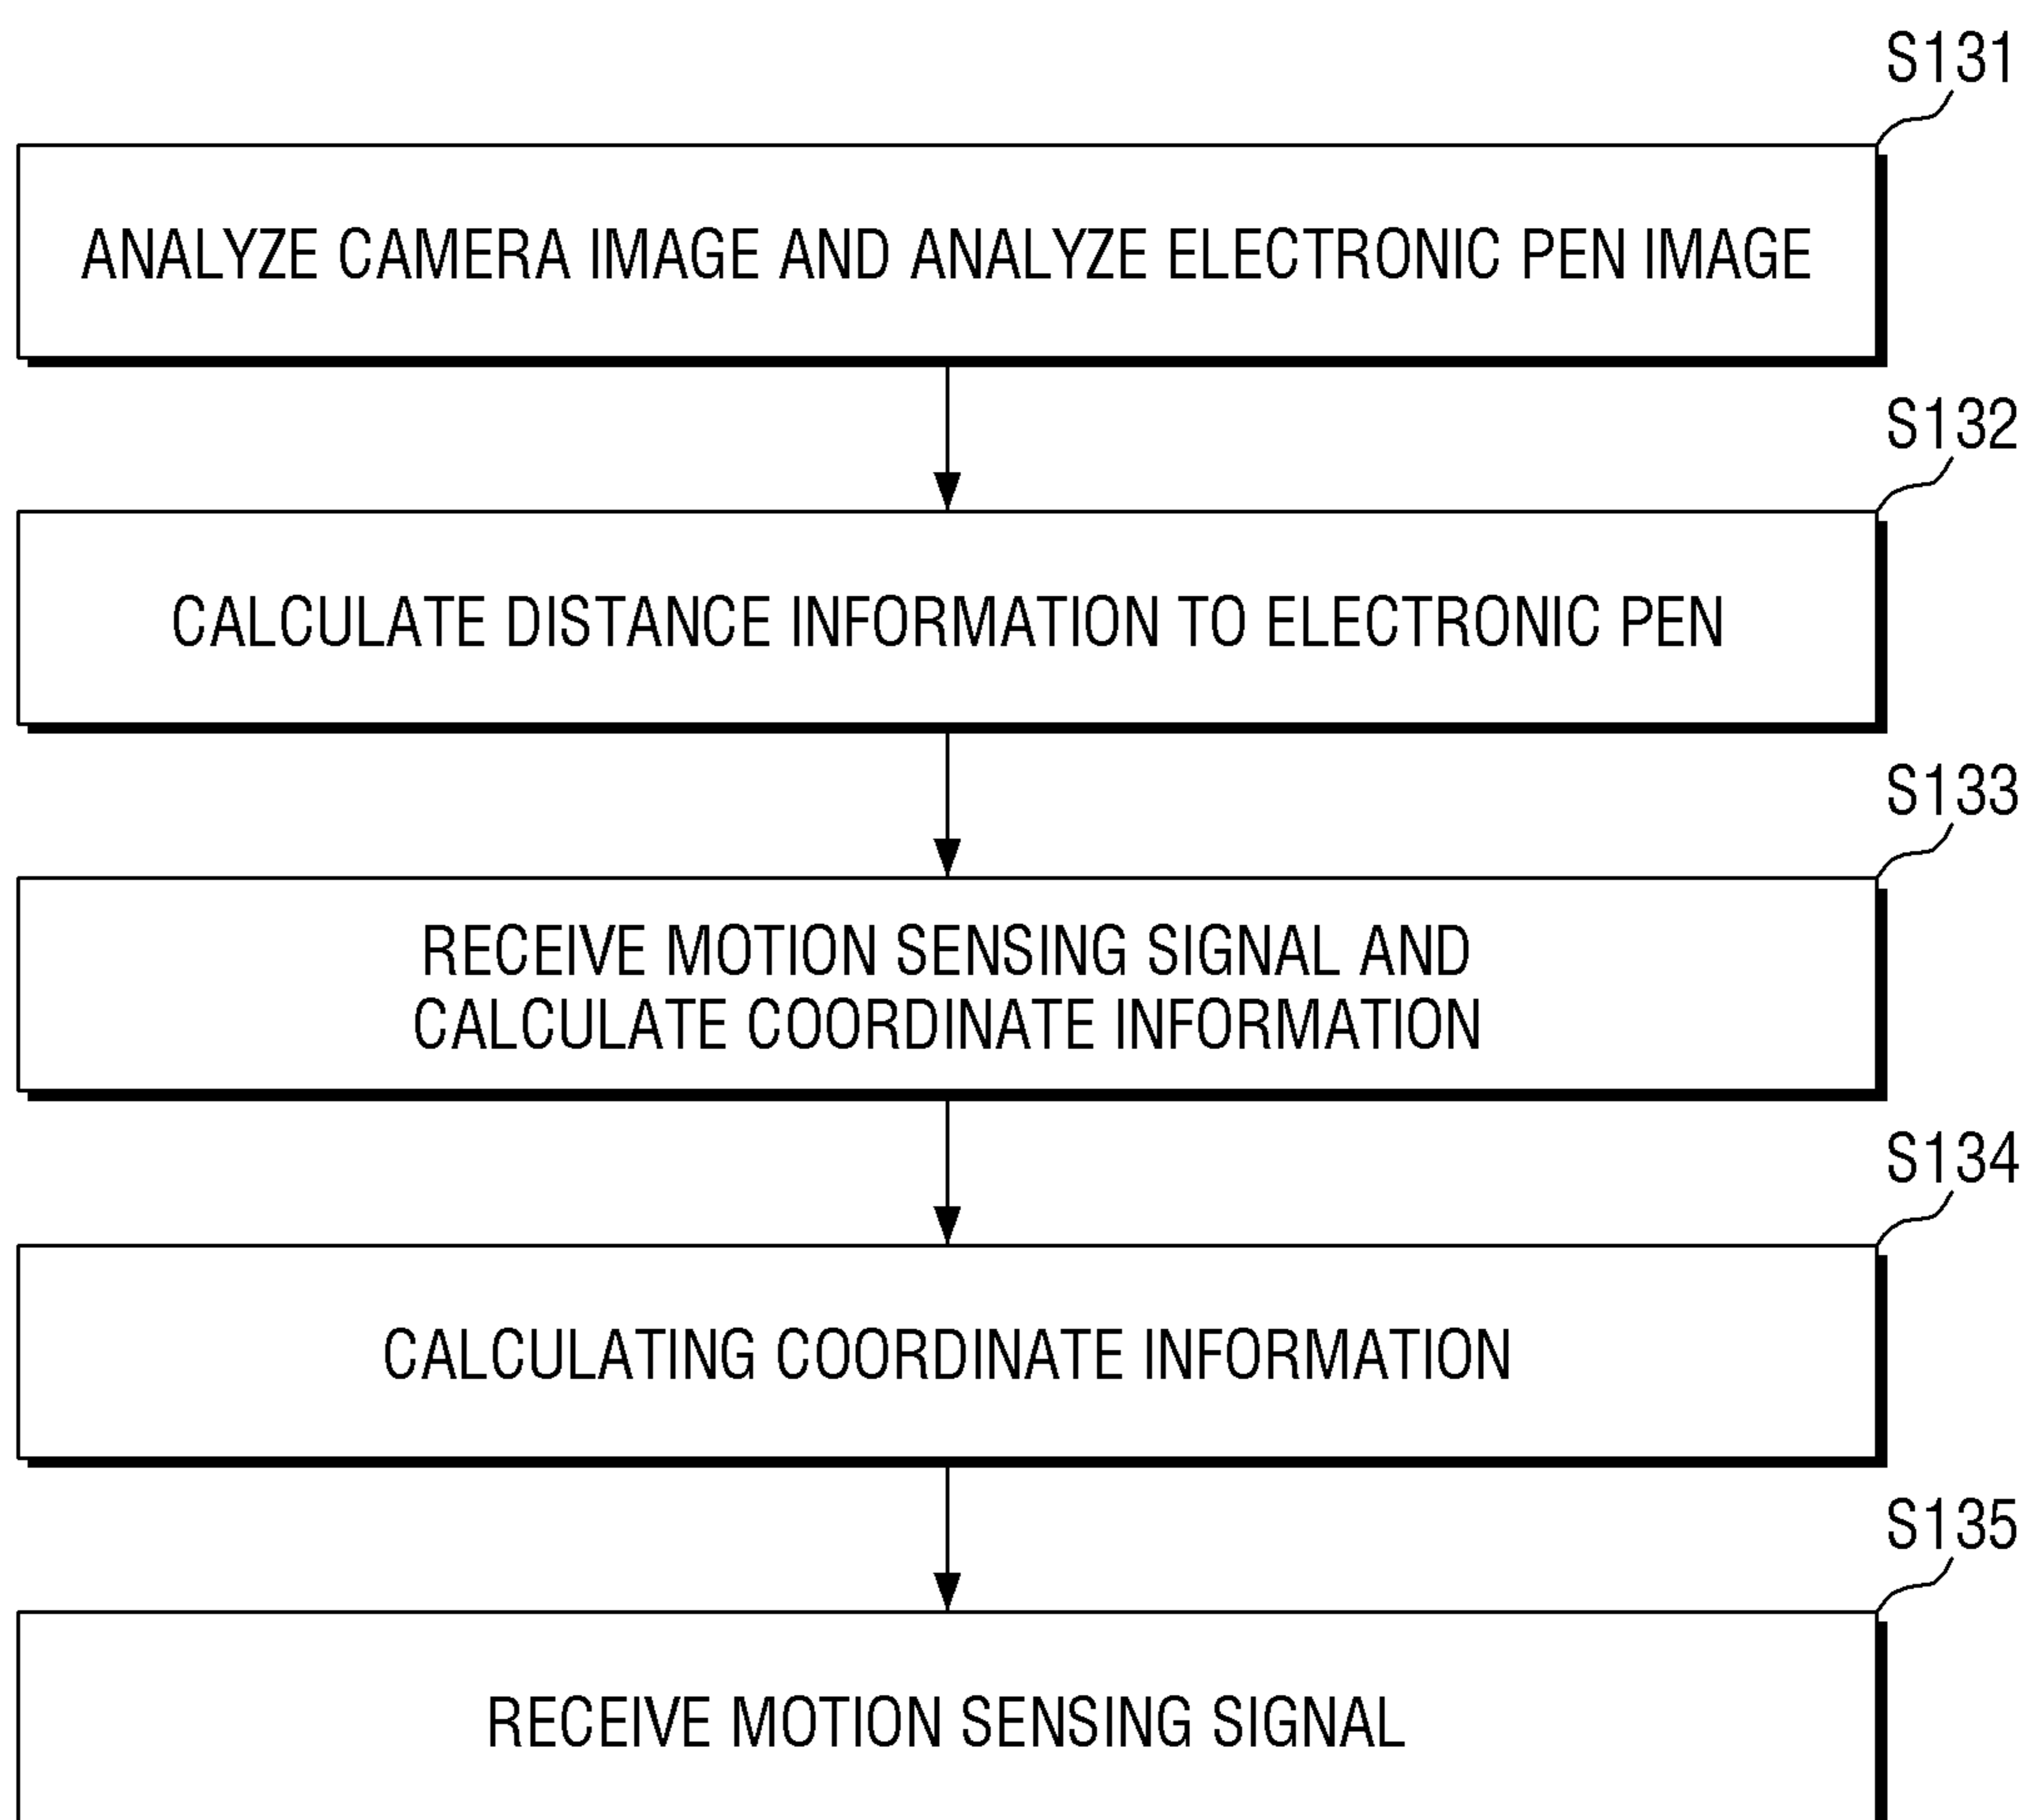 S131
ANALYZE CAMERA IMAGE AND ANALYZE ELECTRONIC PEN IMAGE
S132
CALCULATE DISTANCE INFORMATION TO ELECTRONIC PEN
S133
RECEIVE MOTION SENSING SIGNAL AND
CALCULATE COORDINATE INFORMATION
S134
CALCULATING COORDINATE INFORMATION
S135
RECEIVE MOTION SENSING SIGNAL